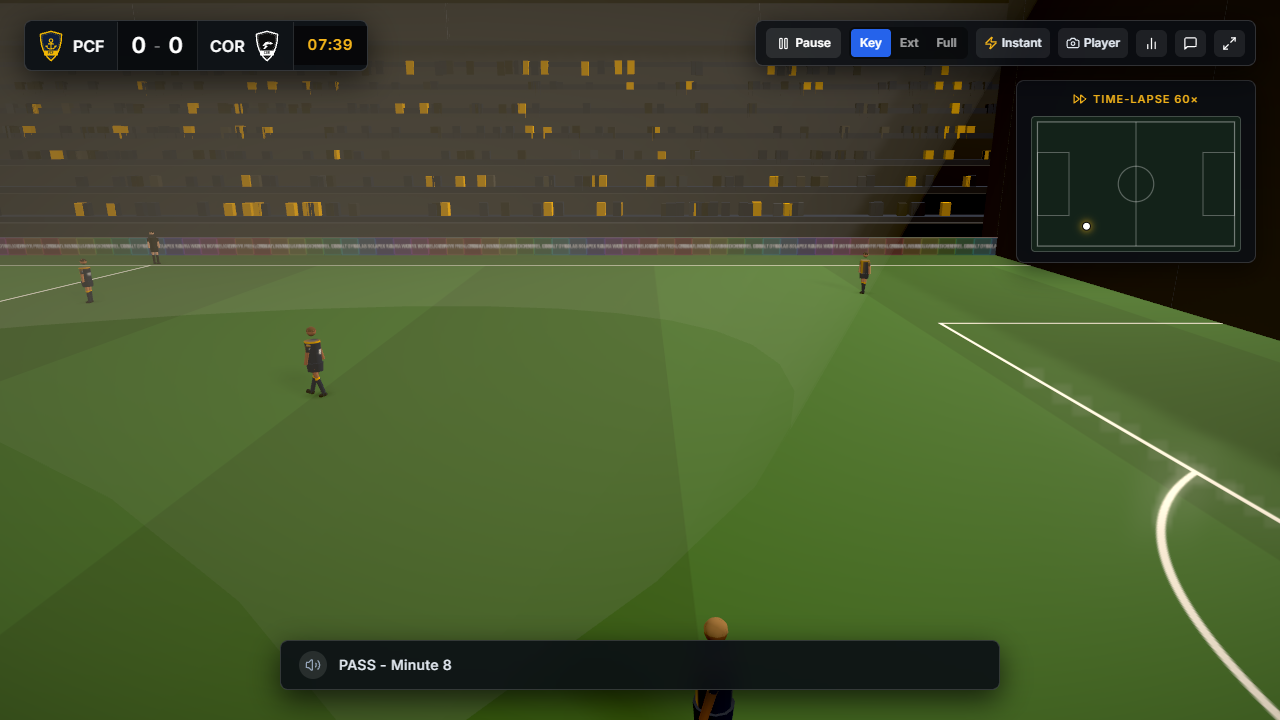 PCF 0 - 0 COR 07:39
Pause Key Ext Full Instant Player
TIME-LAPSE 60×
PASS - Minute 8